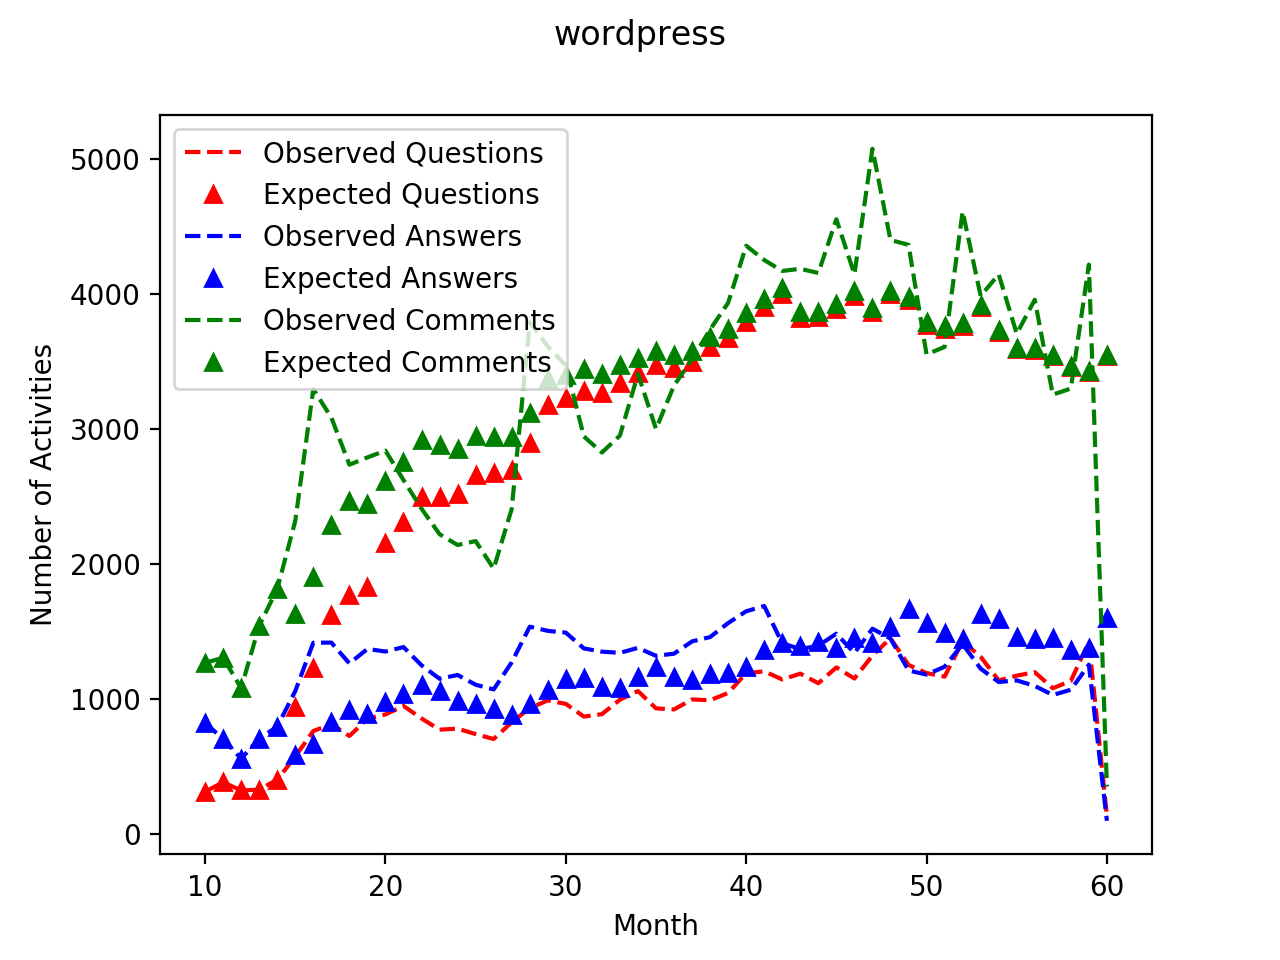 wordpress
Observed Questions
Expected Questions
Observed Answers
Expected Answers
Observed Comments
Expected Comments
5000
4000
3000
2000
1000
0
Number of Activities
10 20 30 40 50 60
Month